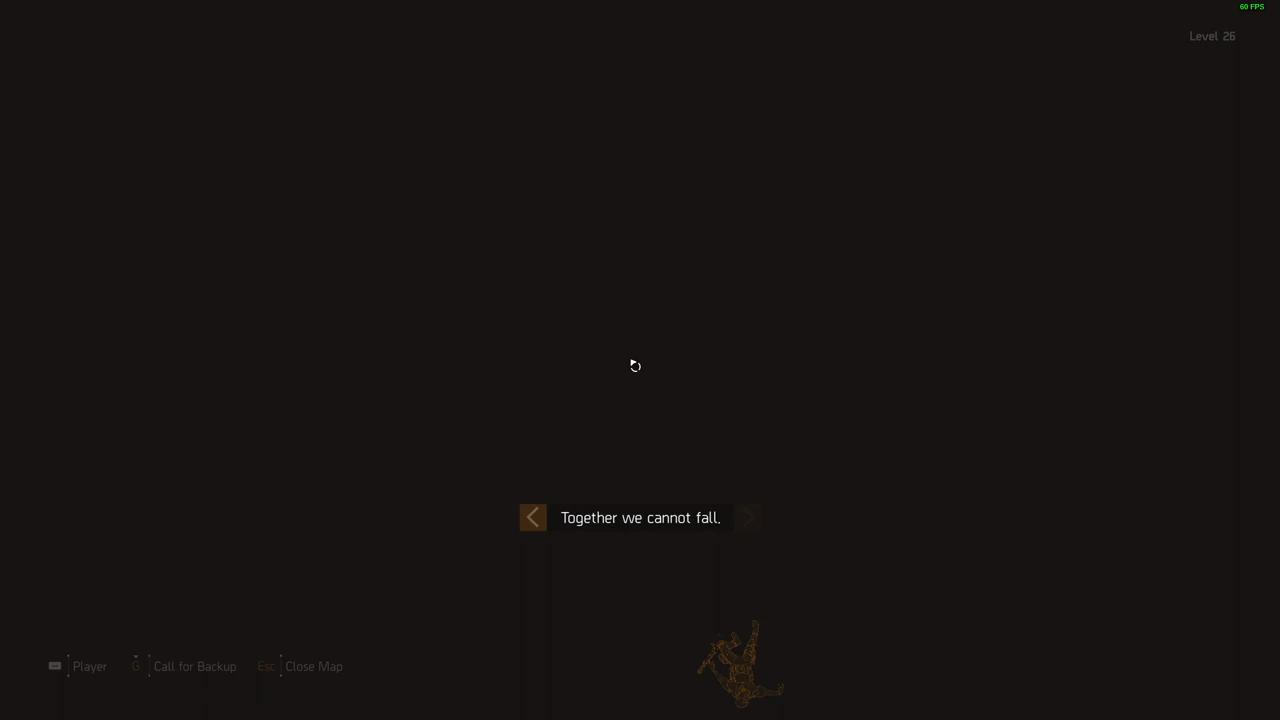 60 FPS
Level 26
Together we cannot fall.
Player G Call for Backup Esc Close Map